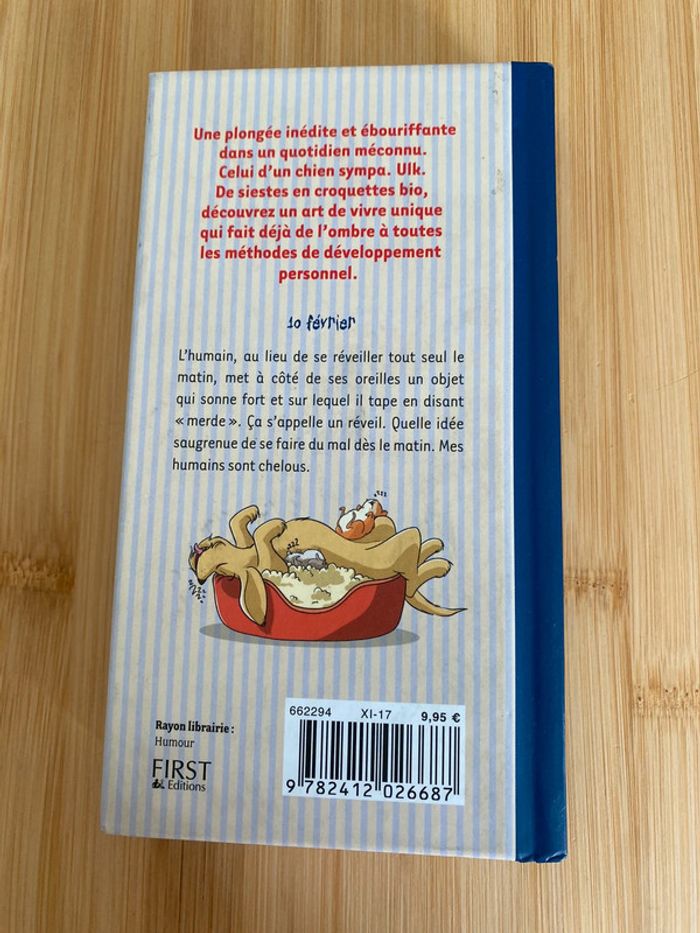 Une plongée inédite et ébouriffante
dans un quotidien méconnu.
Celui d'un chien sympa. Ulk.
De siestes en croquettes bio,
découvrez un art de vivre unique
qui fait déjà de l'ombre à toutes
les méthodes de développement
personnel.
10 février
L'humain, au lieu de se réveiller tout seul le
matin, met à côté de ses oreilles un objet
qui sonne fort et sur lequel il tape en disant
« merde ». Ça s'appelle un réveil. Quelle idée
saugrenue de se faire du mal dès le matin. Mes
humains sont chelous.
zzz
zzz
zzzz
662294 XI-17 9,95 €
Rayon librairie :
Humour
FIRST
Editions
9 782412 026687